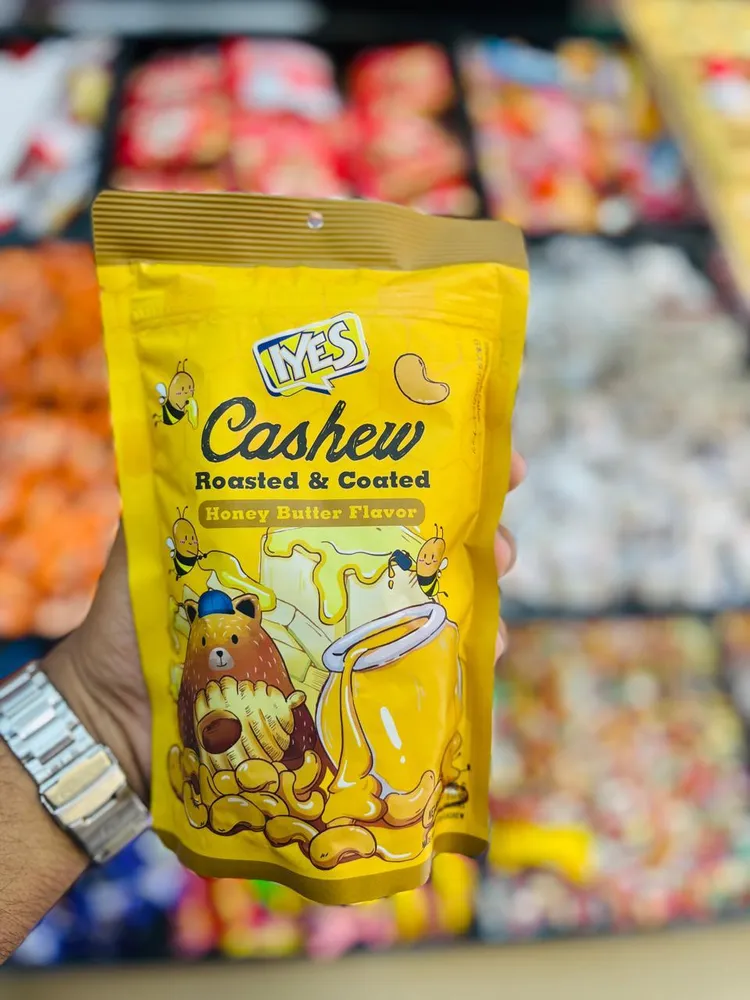 IYES
Cashew
Roasted & Coated
Honey Butter Flavor